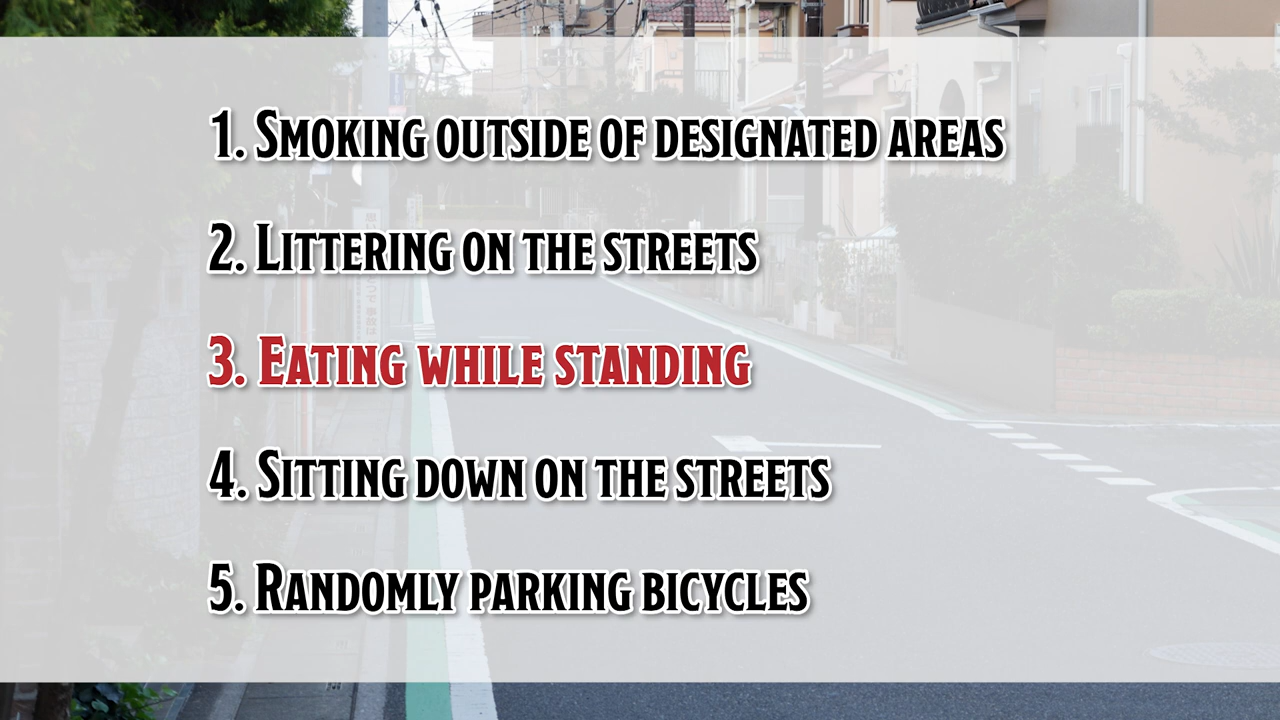 1. Smoking outside of designated areas
2. Littering on the streets
3. Eating while standing
4. Sitting down on the streets
5. Randomly parking bicycles